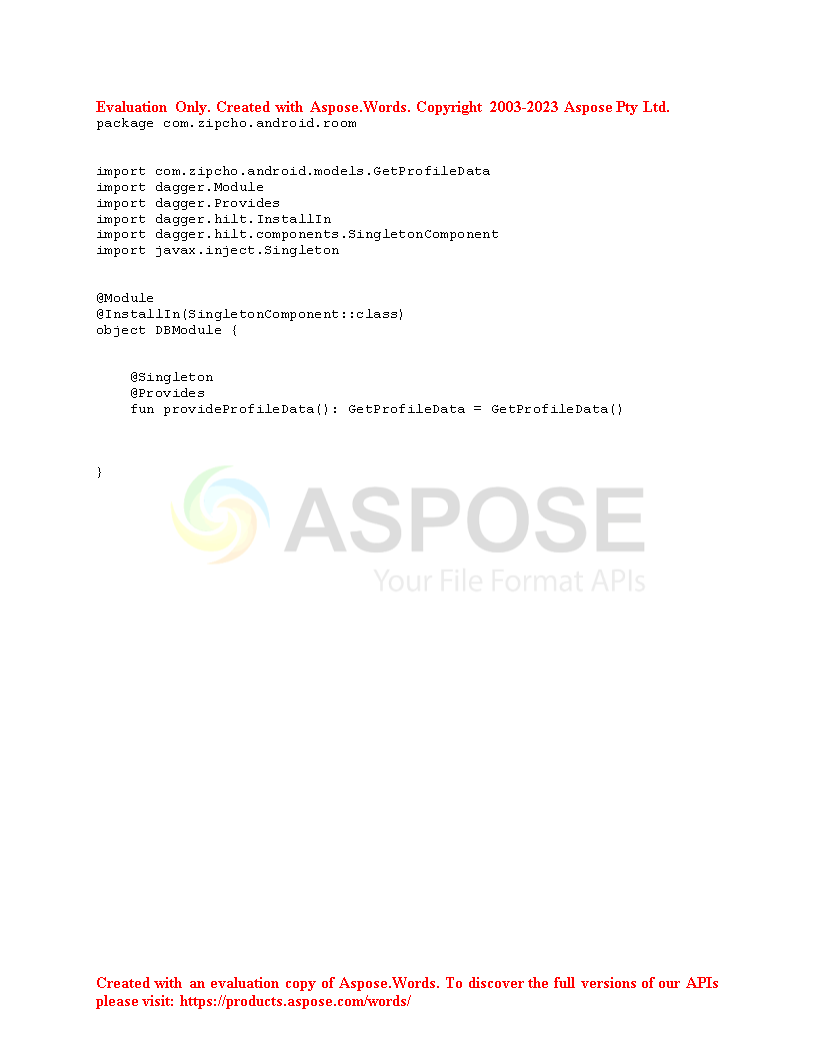 Evaluation Only. Created with Aspose.Words. Copyright 2003-2023 Aspose Pty Ltd.
package com.zipcho.android.room
import com.zipcho.android.models.GetProfileData
import dagger.Module
import dagger.Provides
import dagger.hilt.InstallIn
import dagger.hilt.components.SingletonComponent
import javax.inject.Singleton
@Module
@InstallIn(SingletonComponent::class)
object DBModule {
    @Singleton
    @Provides
    fun provideProfileData(): GetProfileData = GetProfileData()
}
ASPOSE
Your File Format APIs
Created with an evaluation copy of Aspose.Words. To discover the full versions of our APIs
please visit: https://products.aspose.com/words/